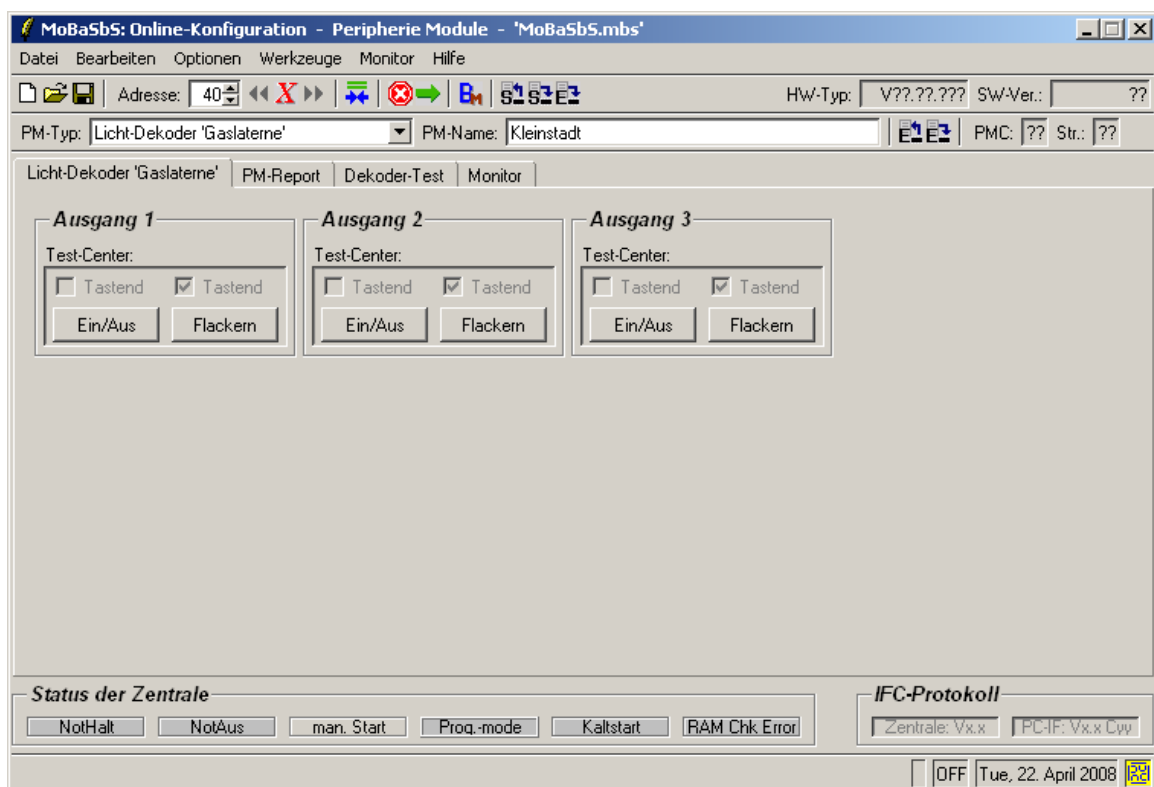 MoBaSbS: Online-Konfiguration - Peripherie Module - 'MoBaSbS.mbs'
Datei Bearbeiten Optionen Werkzeuge Monitor Hilfe
Adresse: 40 X BM S S E HW-Typ: V??.??.??? SW-Ver.: ??
PM-Typ: Licht-Dekoder 'Gaslaterne' PM-Name: Kleinstadt E E PMC: ?? Str.: ??
Licht-Dekoder 'Gaslaterne' PM-Report Dekoder-Test Monitor
Ausgang 1 Ausgang 2 Ausgang 3
Test-Center: Test-Center: Test-Center:
Tastend Tastend Tastend Tastend Tastend Tastend
Ein/Aus Flackern Ein/Aus Flackern Ein/Aus Flackern
Status der Zentrale IFC-Protokoll
NotHalt NotAus man. Start Prog.-mode Kaltstart RAM Chk Error Zentrale: Vx.x PC-IF: Vx.x Cyy
OFF Tue, 22. April 2008